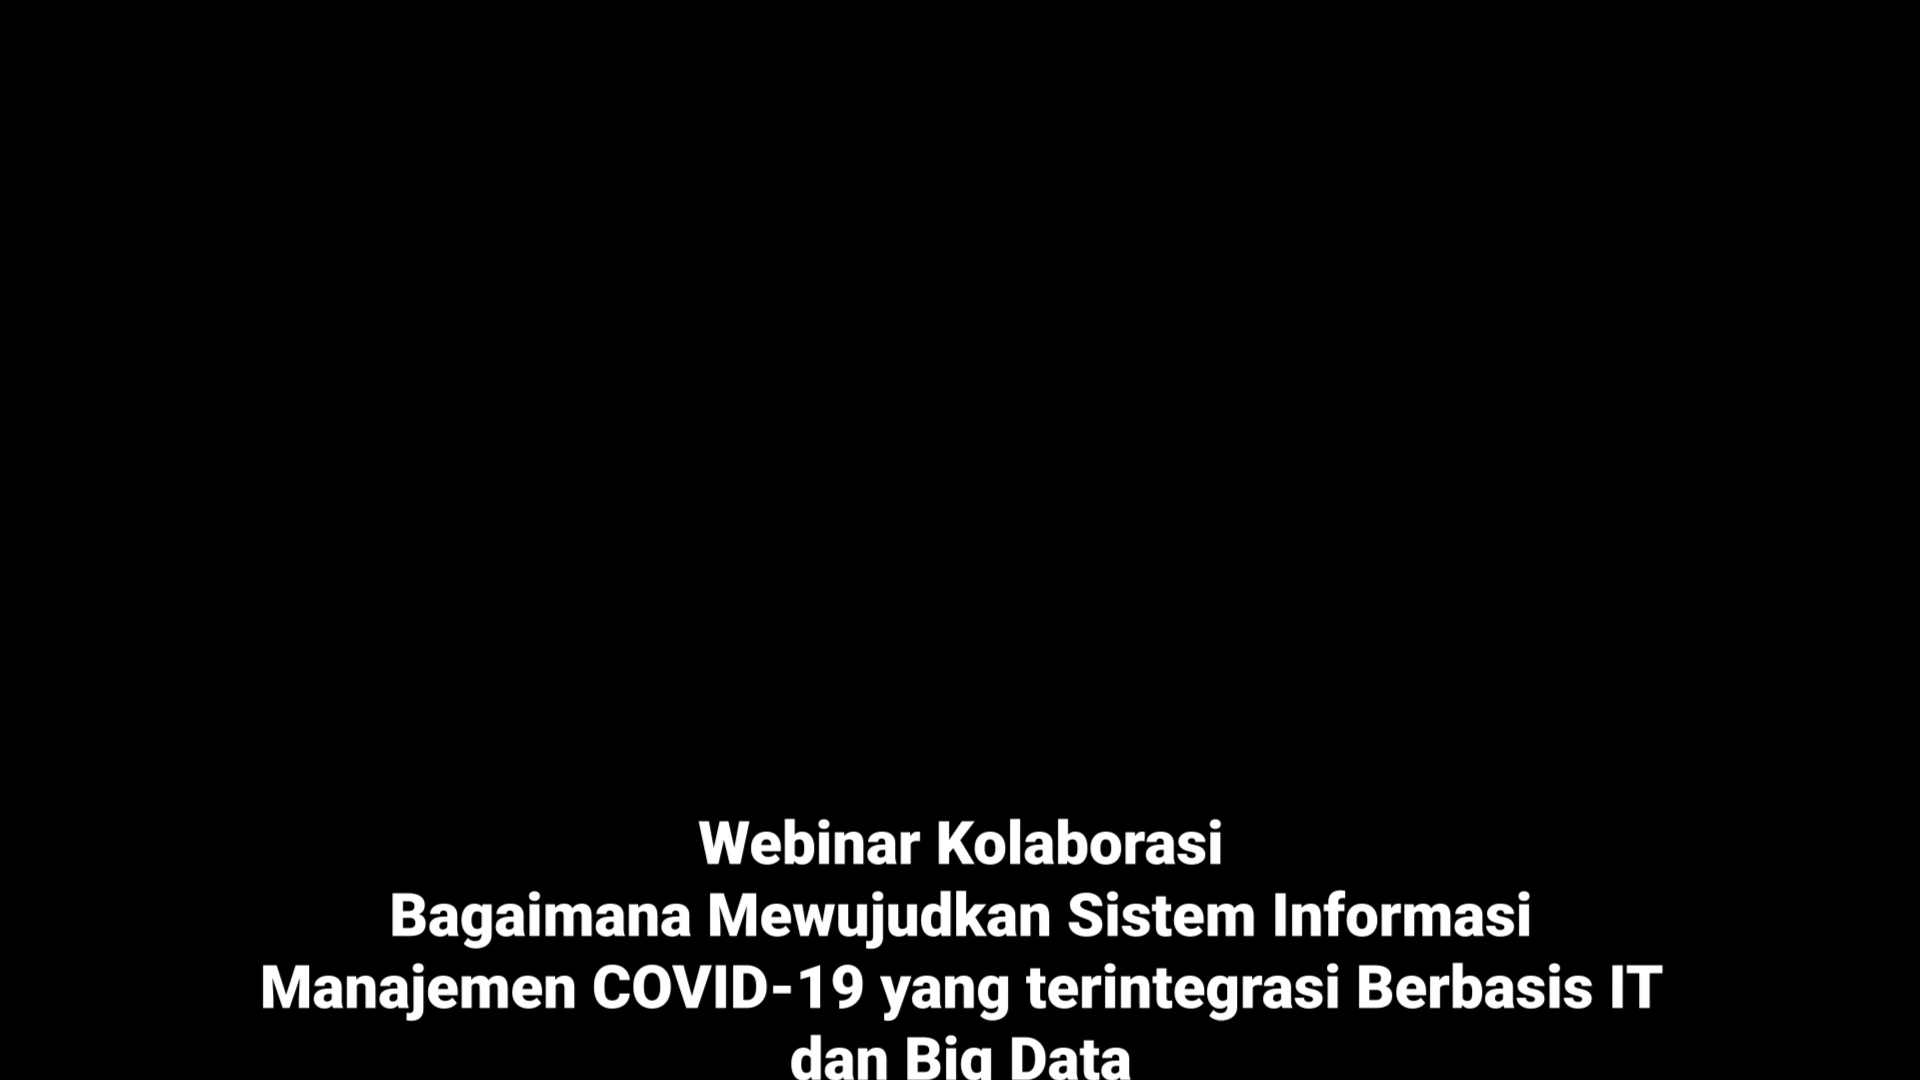 Webinar Kolaborasi
Bagaimana Mewujudkan Sistem Informasi
Manajemen COVID-19 yang terintegrasi Berbasis IT
dan Big Data